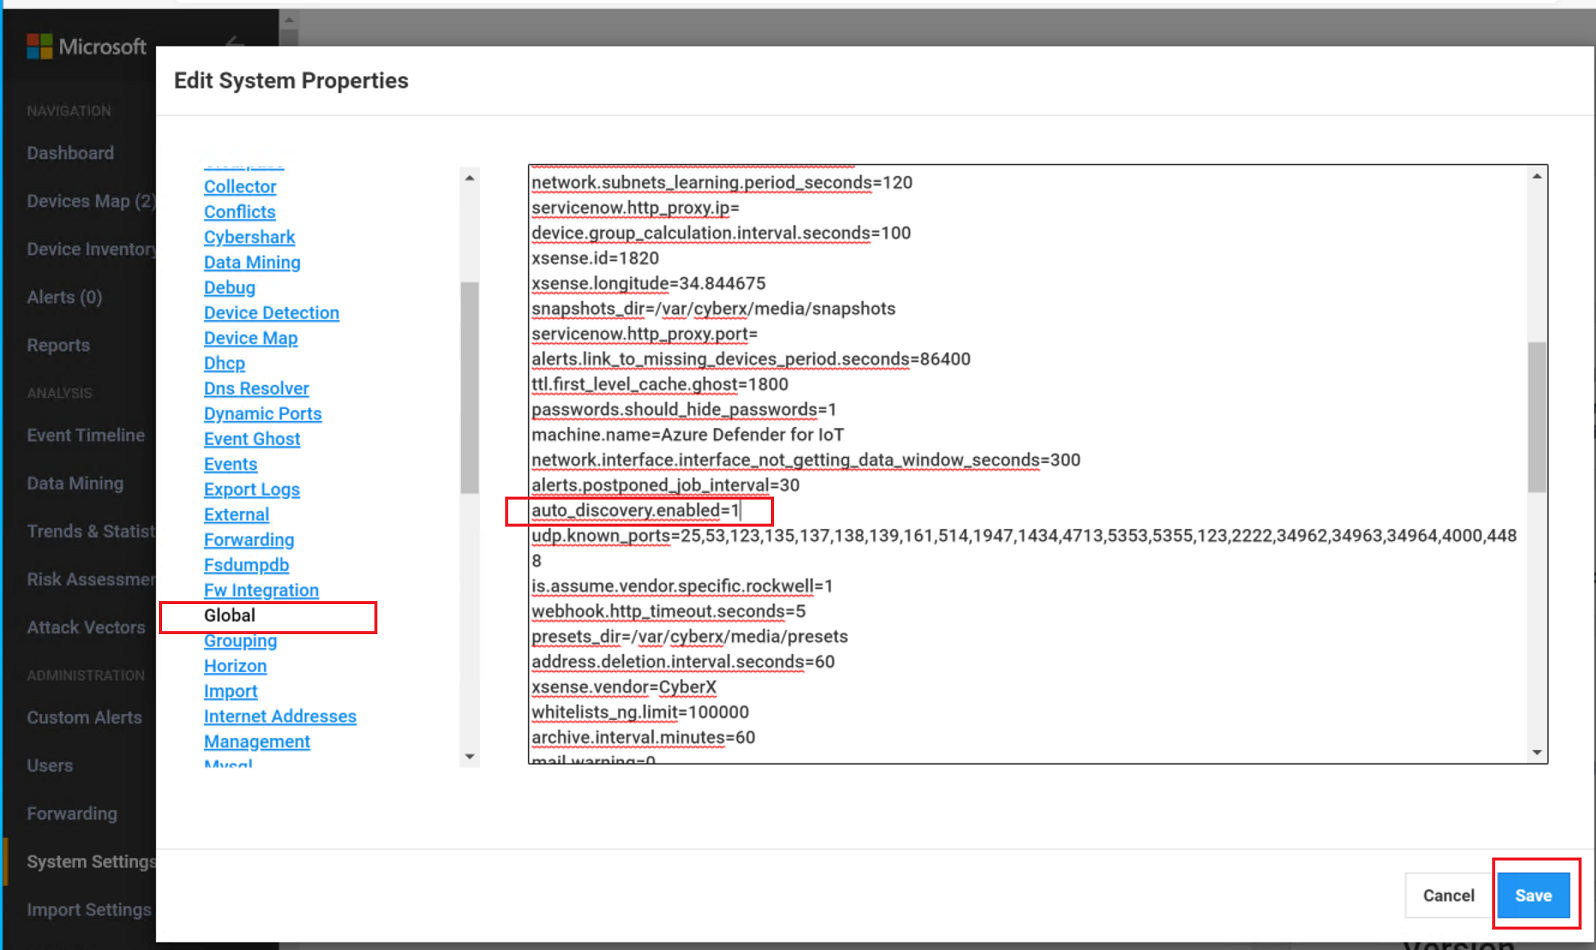 Microsoft
NAVIGATION
Dashboard
Devices Map (2)
Device Inventory
Alerts (0)
Reports
ANALYSIS
Event Timeline
Data Mining
Trends & Statist
Risk Assessmer
Attack Vectors
ADMINISTRATION
Custom Alerts
Users
Forwarding
System Settings
Import Settings
Edit System Properties
Collector
Conflicts
Cybershark
Data Mining
Debug
Device Detection
Device Map
Dhcp
Dns Resolver
Dynamic Ports
Event Ghost
Events
Export Logs
External
Forwarding
Fsdumpdb
Fw Integration
Global
Grouping
Horizon
Import
Internet Addresses
Management
Mysql
network.subnets_learning.period_seconds=120
servicenow.http_proxy.ip=
device.group_calculation.interval.seconds=100
xsense.id=1820
xsense.longitude=34.844675
snapshots_dir=/var/cyberx/media/snapshots
servicenow.http_proxy.port=
alerts.link_to_missing_devices_period.seconds=86400
ttl.first_level_cache.ghost=1800
passwords.should_hide_passwords=1
machine.name=Azure Defender for IoT
network.interface.interface_not_getting_data_window_seconds=300
alerts.postponed_job_interval=30
auto_discovery.enabled=1
udp.known_ports=25,53,123,135,137,138,139,161,514,1947,1434,4713,5353,5355,123,2222,34962,34963,34964,4000,448
8
is.assume.vendor.specific.rockwell=1
webhook.http_timeout.seconds=5
presets_dir=/var/cyberx/media/presets
address.deletion.interval.seconds=60
xsense.vendor=CyberX
whitelists_ng.limit=100000
archive.interval.minutes=60
mail.warning=0
Cancel
Save
Version